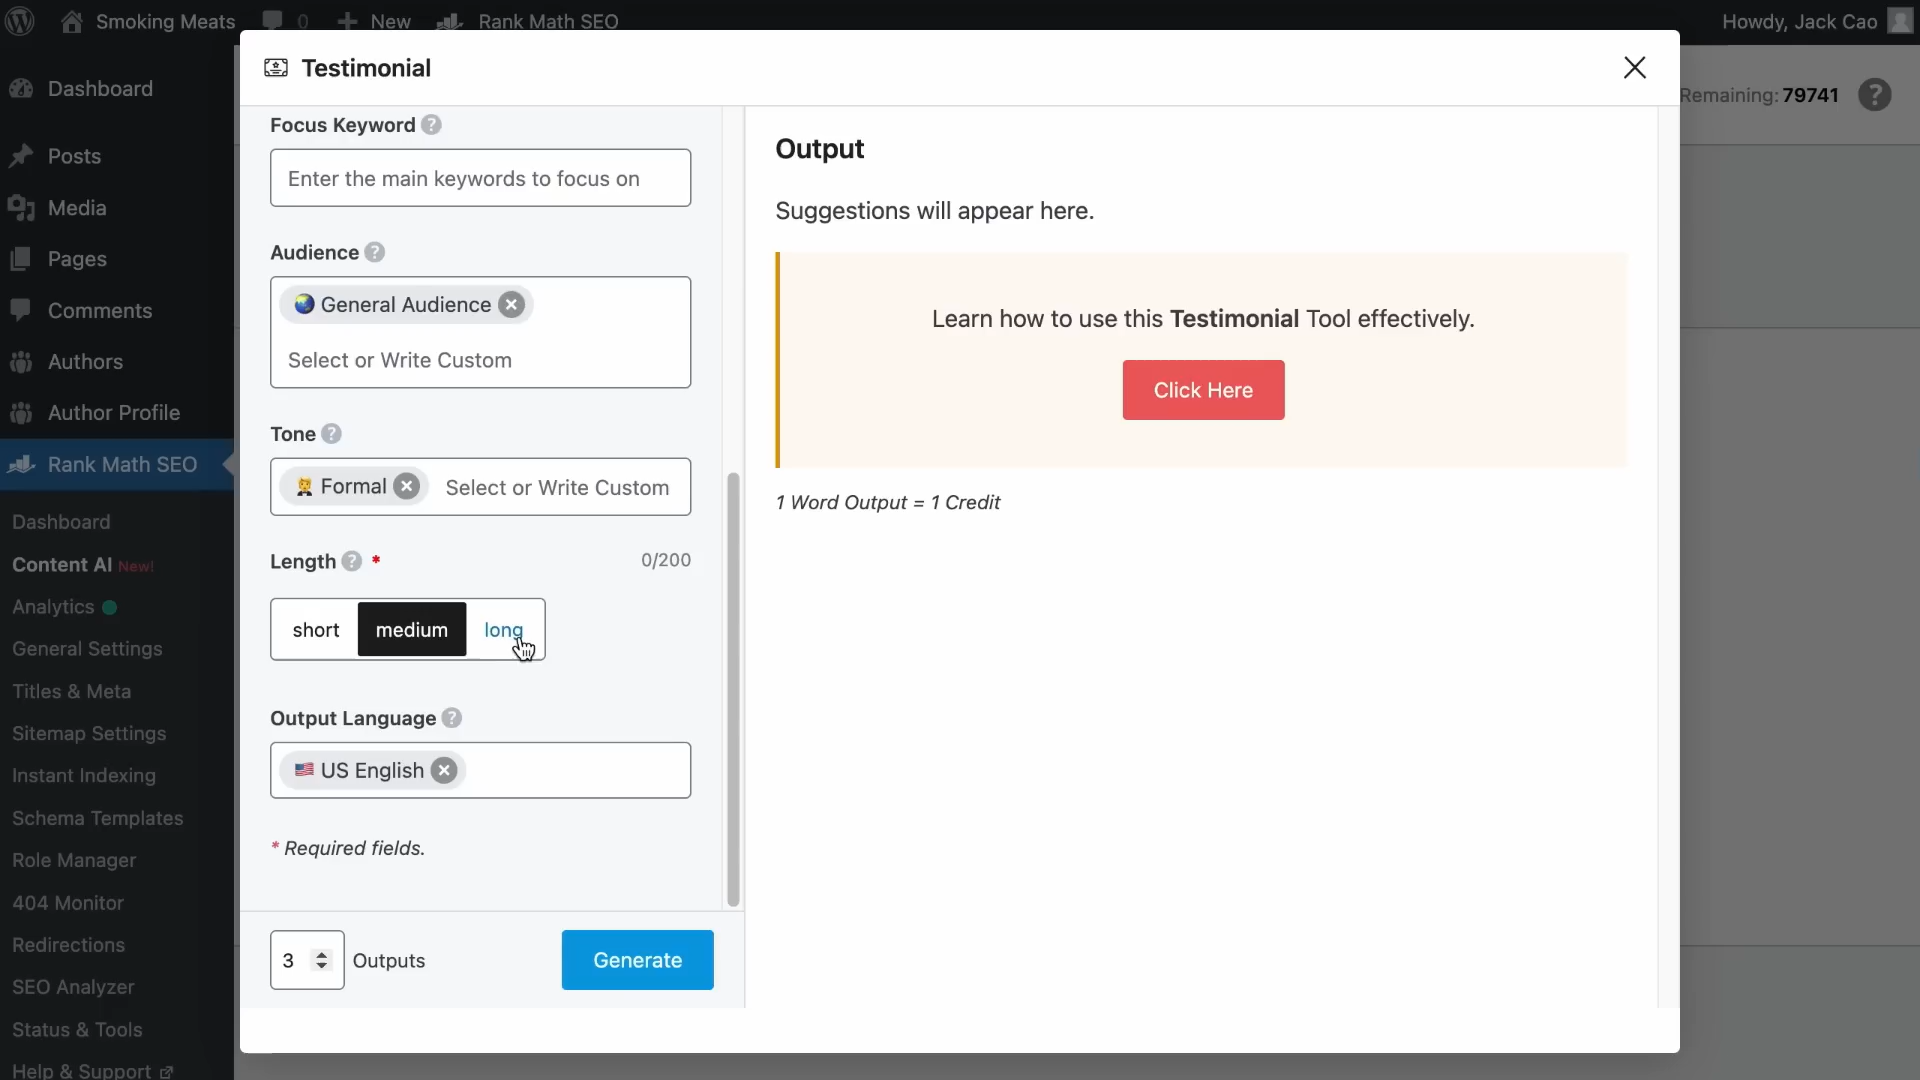 Smoking Meats
0
New
Rank Math SEO
Howdy, Jack Cao
Dashboard
Posts
Media
Pages
Comments
Authors
Author Profile
Rank Math SEO
Dashboard
Content AI New!
Analytics
General Settings
Titles & Meta
Sitemap Settings
Instant Indexing
Schema Templates
Role Manager
404 Monitor
Redirections
SEO Analyzer
Status & Tools
Help & Support
Testimonial
Focus Keyword ?
Enter the main keywords to focus on
Audience ?
General Audience
Select or Write Custom
Tone ?
Formal Select or Write Custom
Length ? * 0/200
short medium long
Output Language ?
US English
* Required fields.
3 Outputs
Generate
Output
Suggestions will appear here.
Learn how to use this Testimonial Tool effectively.
Click Here
1 Word Output = 1 Credit
Remaining: 79741 ?